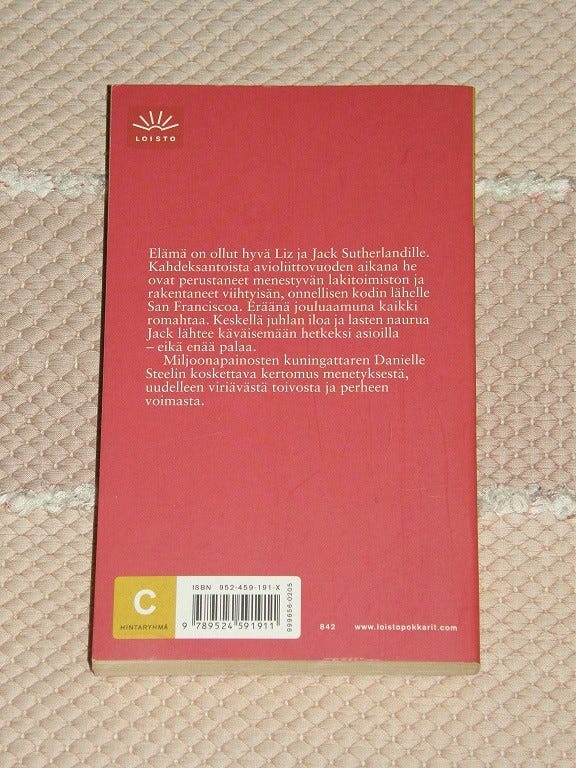 LOISTO
Elämä on ollut hyvä Liz ja Jack Sutherlandille.
Kahdeksantoista avioliittovuoden aikana he
ovat perustaneet menestyvän lakitoimiston ja
rakentaneet viihtyisän, onnellisen kodin lähelle
San Franciscoa. Eräänä jouluaamuna kaikki
romahtaa. Keskellä juhlan iloa ja lasten naurua
Jack lähtee käväisemään hetkeksi asioilla
– eikä enää palaa.
Miljoonapainosten kuningattaren Danielle
Steelin koskettava kertomus menetyksestä,
uudelleen viriävästä toivosta ja perheen
voimasta.
C
HINTARYHMÄ
ISBN 952-459-191-X
9 789524 591911
999656-0205
842 www.loistopokkarit.com